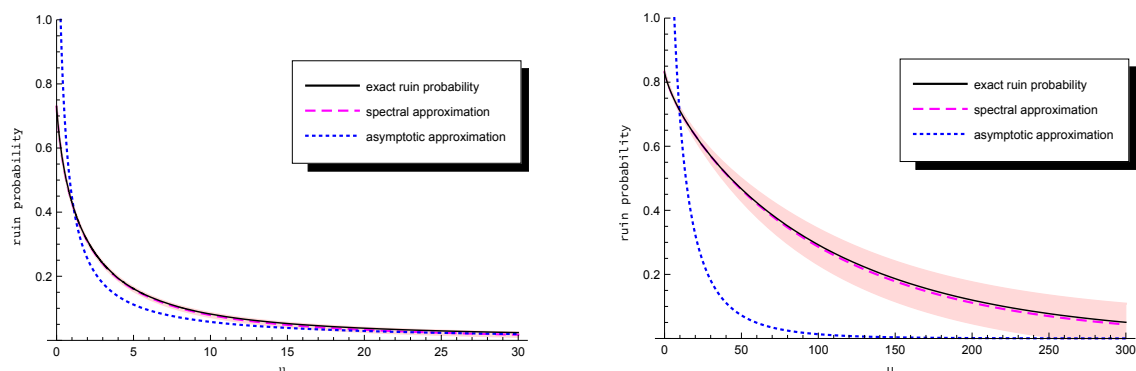 1.0
0.8
0.6
0.4
0.2
ruin probability
exact ruin probability
spectral approximation
asymptotic approximation
0 5 10 15 20 25 30
1.0
0.8
0.6
0.4
0.2
ruin probability
exact ruin probability
spectral approximation
asymptotic approximation
0 50 100 150 200 250 300